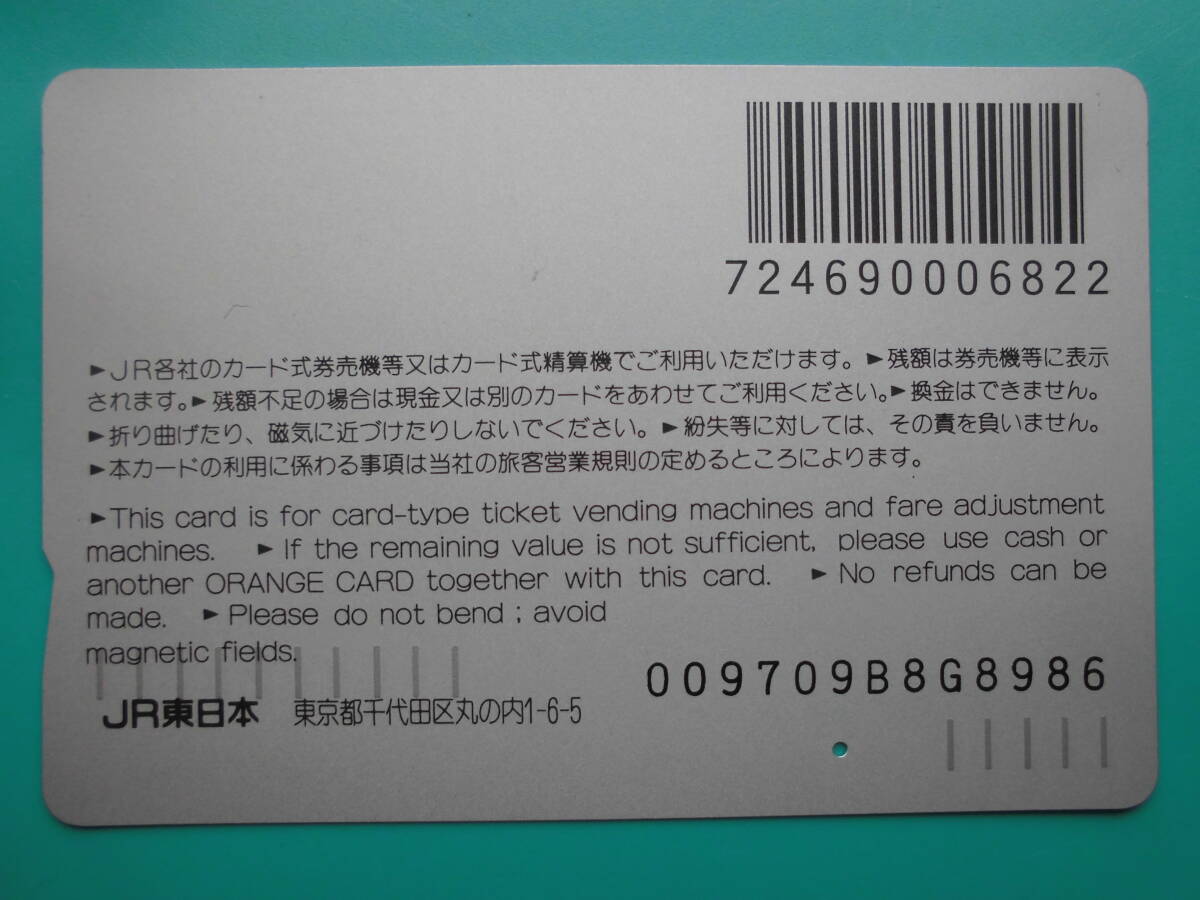 724690006822
►JR各社のカード式券売機等又はカード式精算機でご利用いただけます。►残額は券売機等に表示
されます。►残額不足の場合は現金又は別のカードをあわせてご利用ください。►換金はできません。
►折り曲げたり、磁気に近づけたりしないでください。►紛失等に対しては、その責を負いません。
►本カードの利用に係わる事項は当社の旅客営業規則の定めるところによります。
►This card is for card-type ticket vending machines and fare adjustment
machines. ►If the remaining value is not sufficient, please use cash or
another ORANGE CARD together with this card. ►No refunds can be
made. ►Please do not bend ; avoid
magnetic fields.
009709B8G8986
JR東日本 東京都千代田区丸の内1-6-5